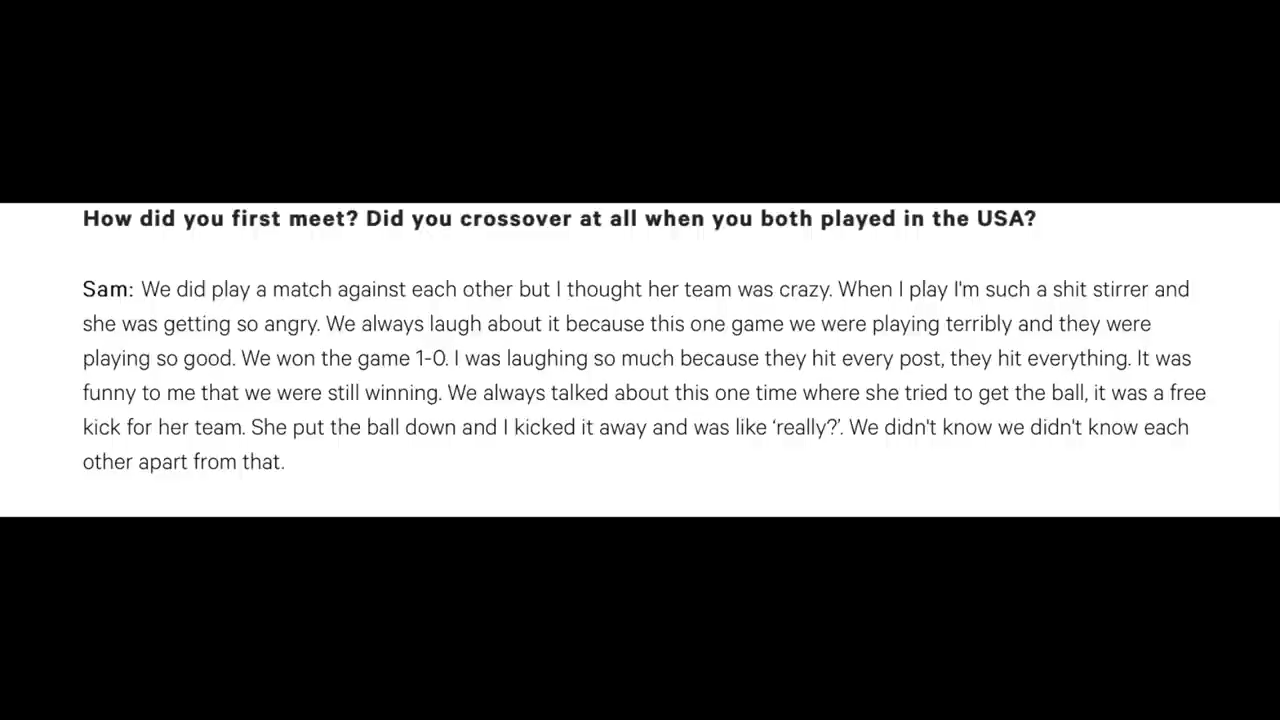 How did you first meet? Did you crossover at all when you both played in the USA?
Sam: We did play a match against each other but I thought her team was crazy. When I play I'm such a shit stirrer and
she was getting so angry. We always laugh about it because this one game we were playing terribly and they were
playing so good. We won the game 1-0. I was laughing so much because they hit every post, they hit everything. It was
funny to me that we were still winning. We always talked about this one time where she tried to get the ball, it was a free
kick for her team. She put the ball down and I kicked it away and was like ‘really?’. We didn't know we didn't know each
other apart from that.